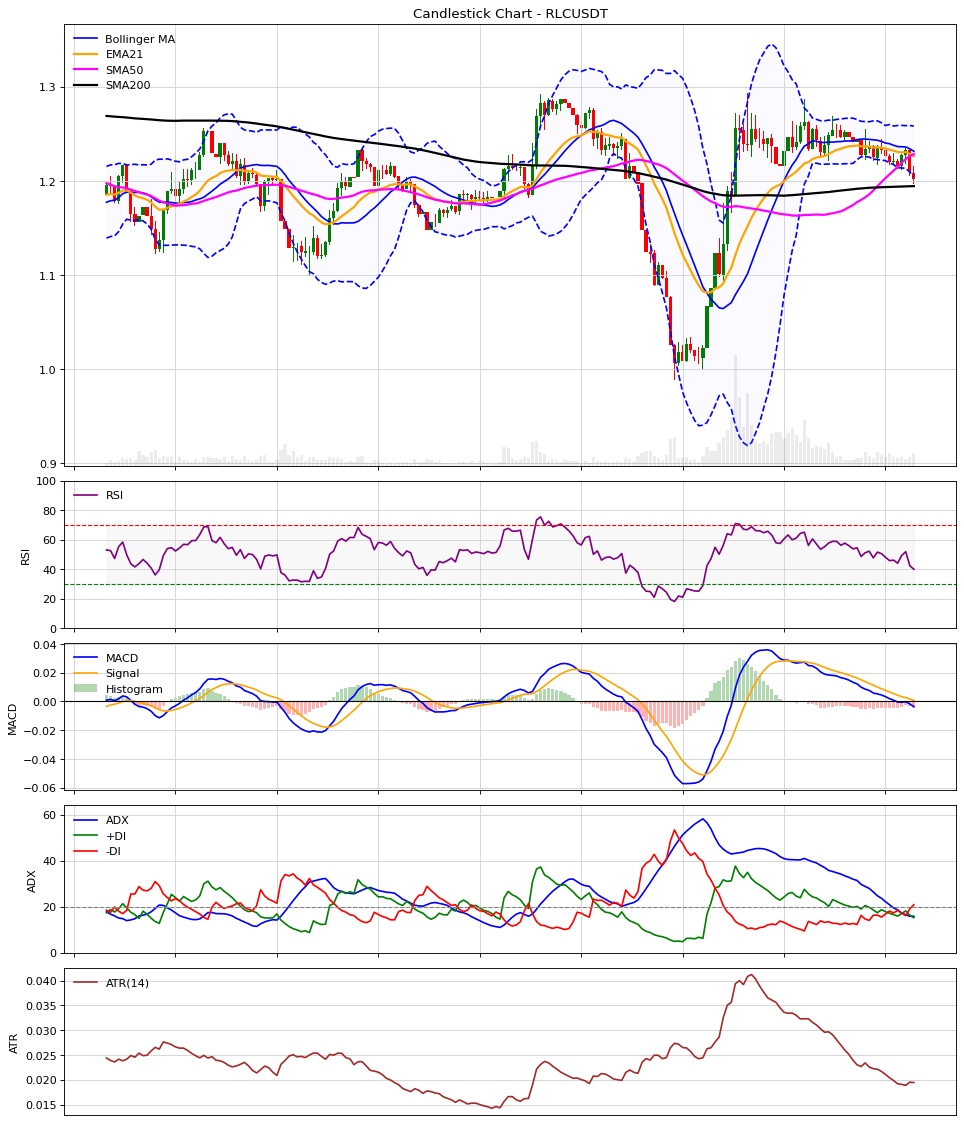 Candlestick Chart - RLCUSDT
Bollinger MA
EMA21
SMA50
SMA200
1.3
1.2
1.1
1.0
0.9
100
80
60
40
20
0
RSI
RSI
0.04
0.02
0.00
−0.02
−0.04
−0.06
MACD
MACD
Signal
Histogram
60
40
20
0
ADX
ADX
+DI
-DI
0.040
0.035
0.030
0.025
0.020
0.015
ATR
ATR(14)